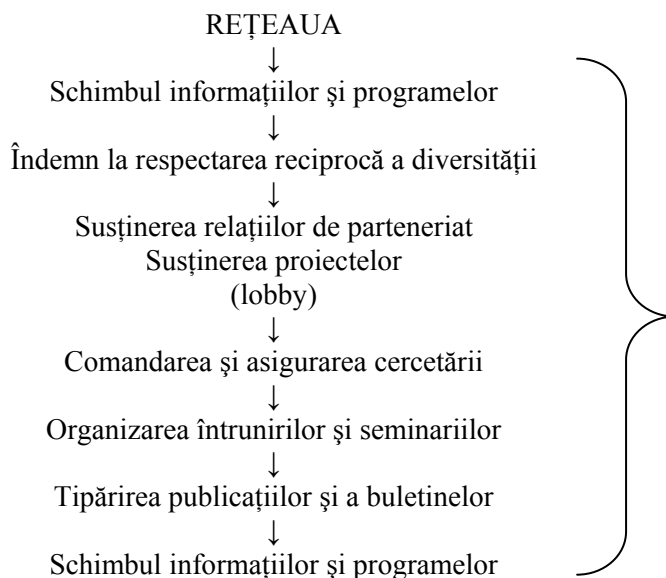 REȚEAUA
↓
Schimbul informațiilor şi programelor
↓
Îndemn la respectarea reciprocă a diversității
↓
Susținerea relațiilor de parteneriat
Susținerea proiectelor
(lobby)
↓
Comandarea şi asigurarea cercetării
↓
Organizarea întrunirilor şi seminariilor
↓
Tipărirea publicațiilor şi a buletinelor
↓
Schimbul informațiilor şi programelor